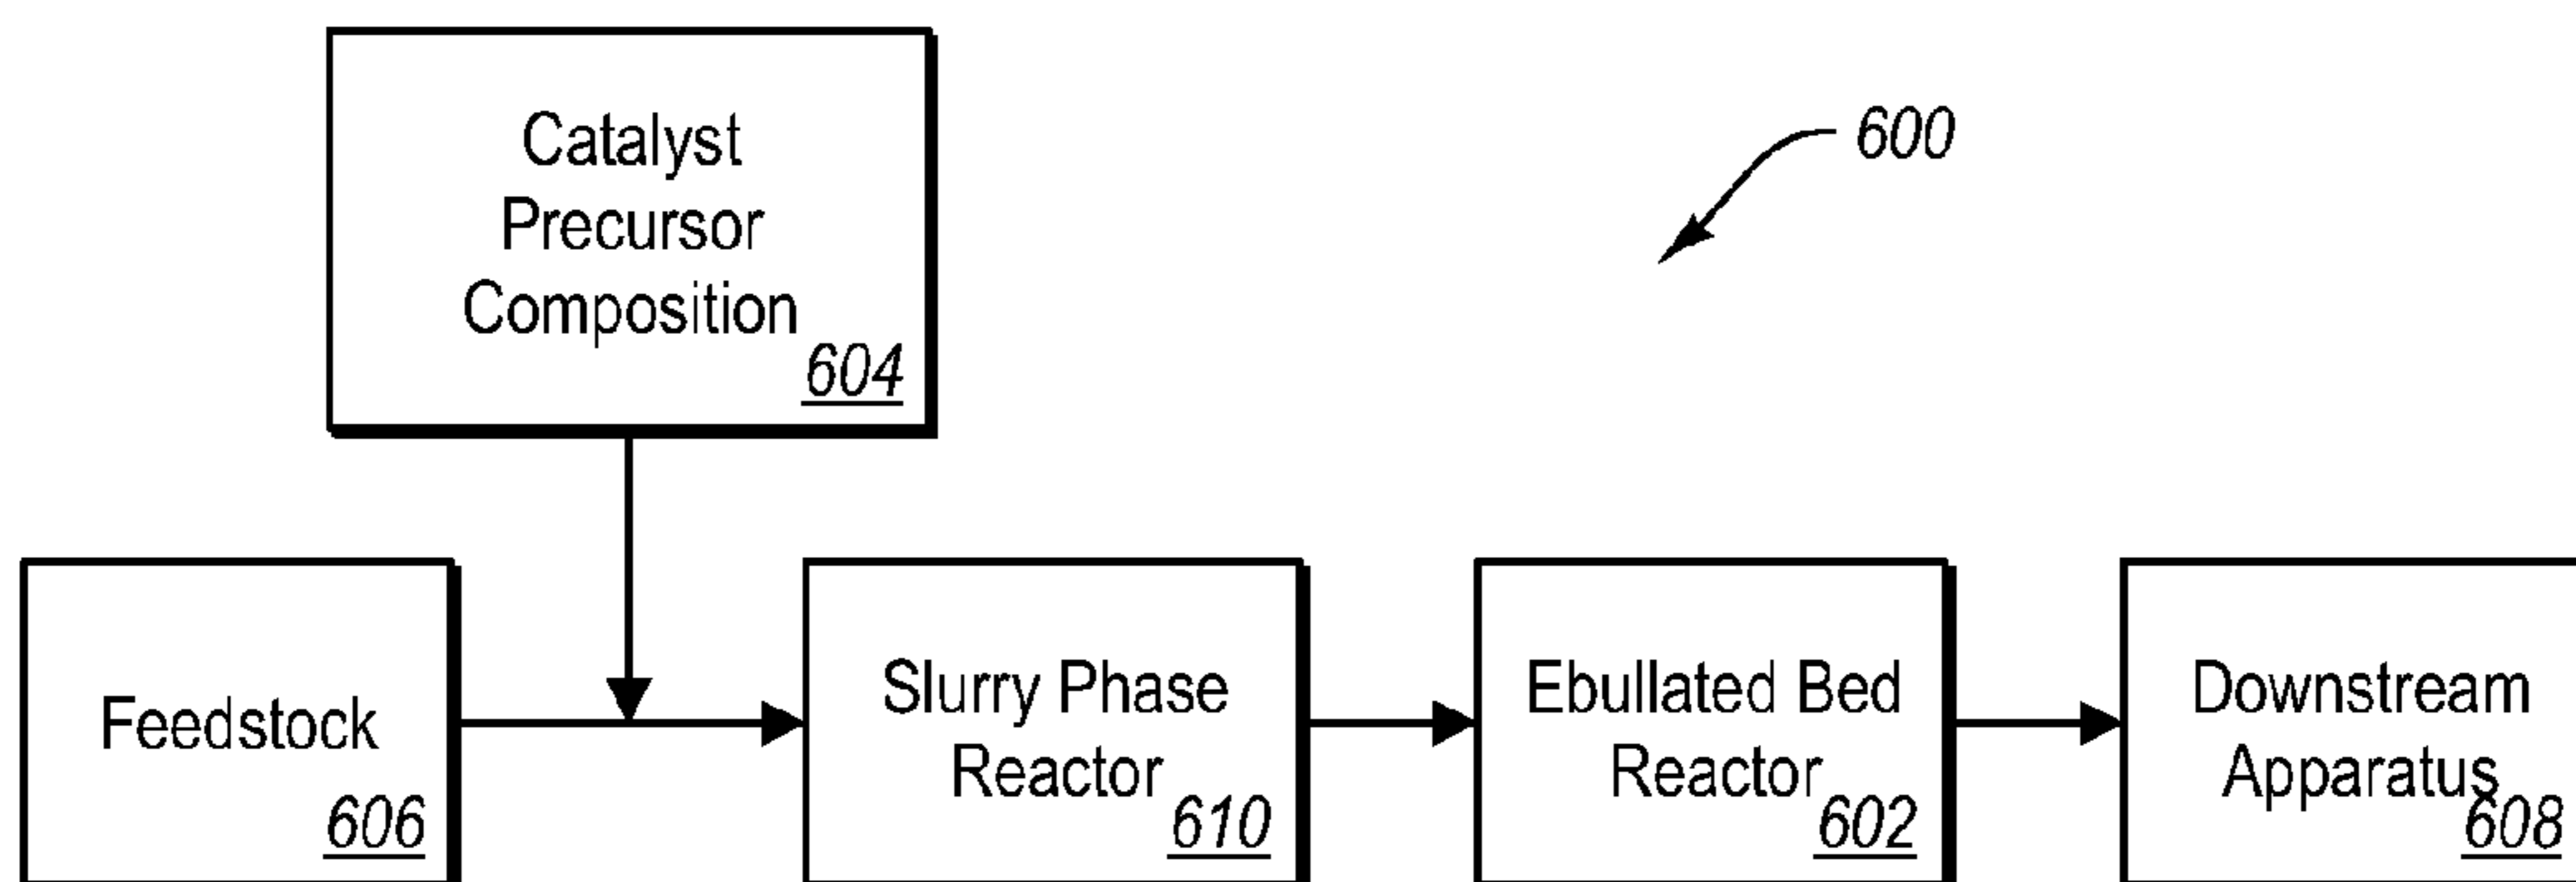 Catalyst
Precursor
Composition
604
600
Feedstock
606
Slurry Phase
Reactor
610
Ebullated Bed
Reactor
602
Downstream
Apparatus
608